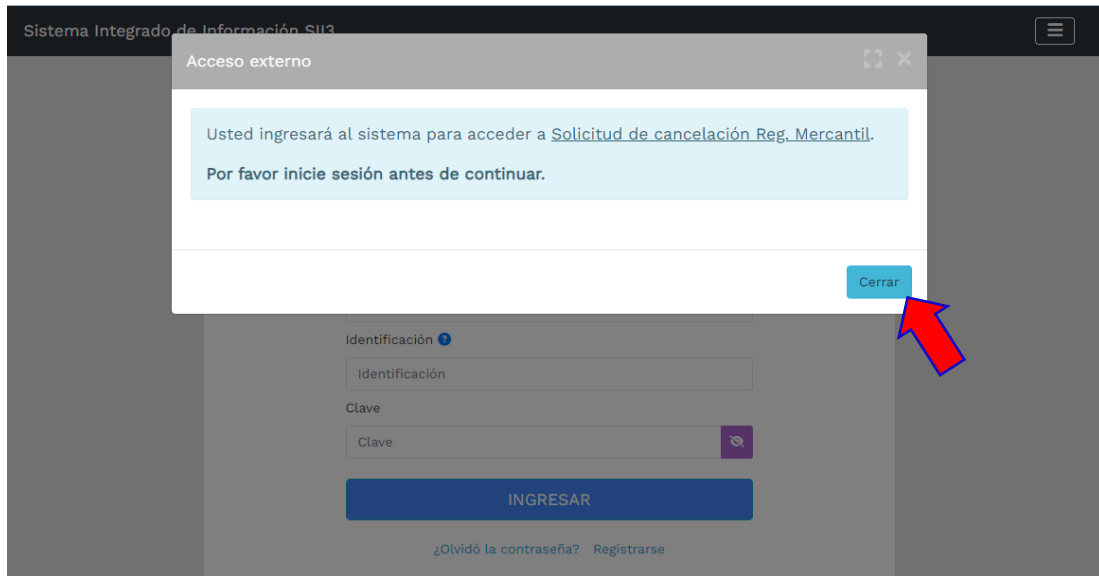 Sistema Integrado de Información SII3
Acceso externo
Usted ingresará al sistema para acceder a Solicitud de cancelación Reg. Mercantil.
Por favor inicie sesión antes de continuar.
Cerrar
Identificación
Identificación
Clave
Clave
INGRESAR
¿Olvidó la contraseña? Registrarse